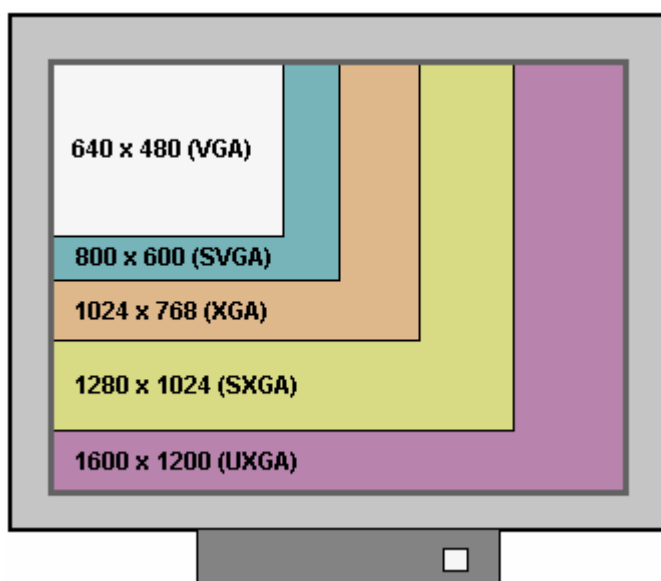 640 x 480 (VGA)
800 x 600 (SVGA)
1024 x 768 (XGA)
1280 x 1024 (SXGA)
1600 x 1200 (UXGA)